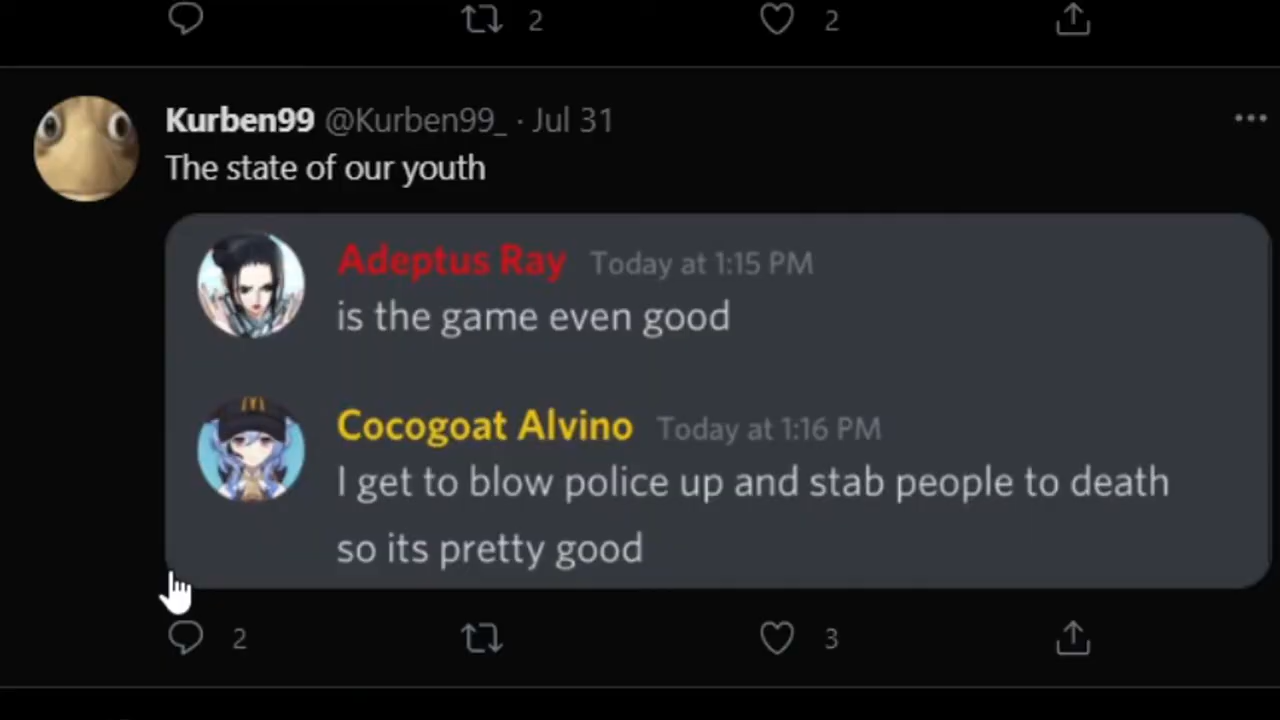 2 2
Kurben99 @Kurben99_ · Jul 31
The state of our youth
Adeptus Ray Today at 1:15 PM
is the game even good
Cocogoat Alvino Today at 1:16 PM
I get to blow police up and stab people to death
so its pretty good
2 3